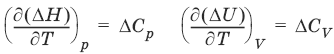 (∂(ΔH)/∂T)_p = ΔC_p (∂(ΔU)/∂T)_V = ΔC_V